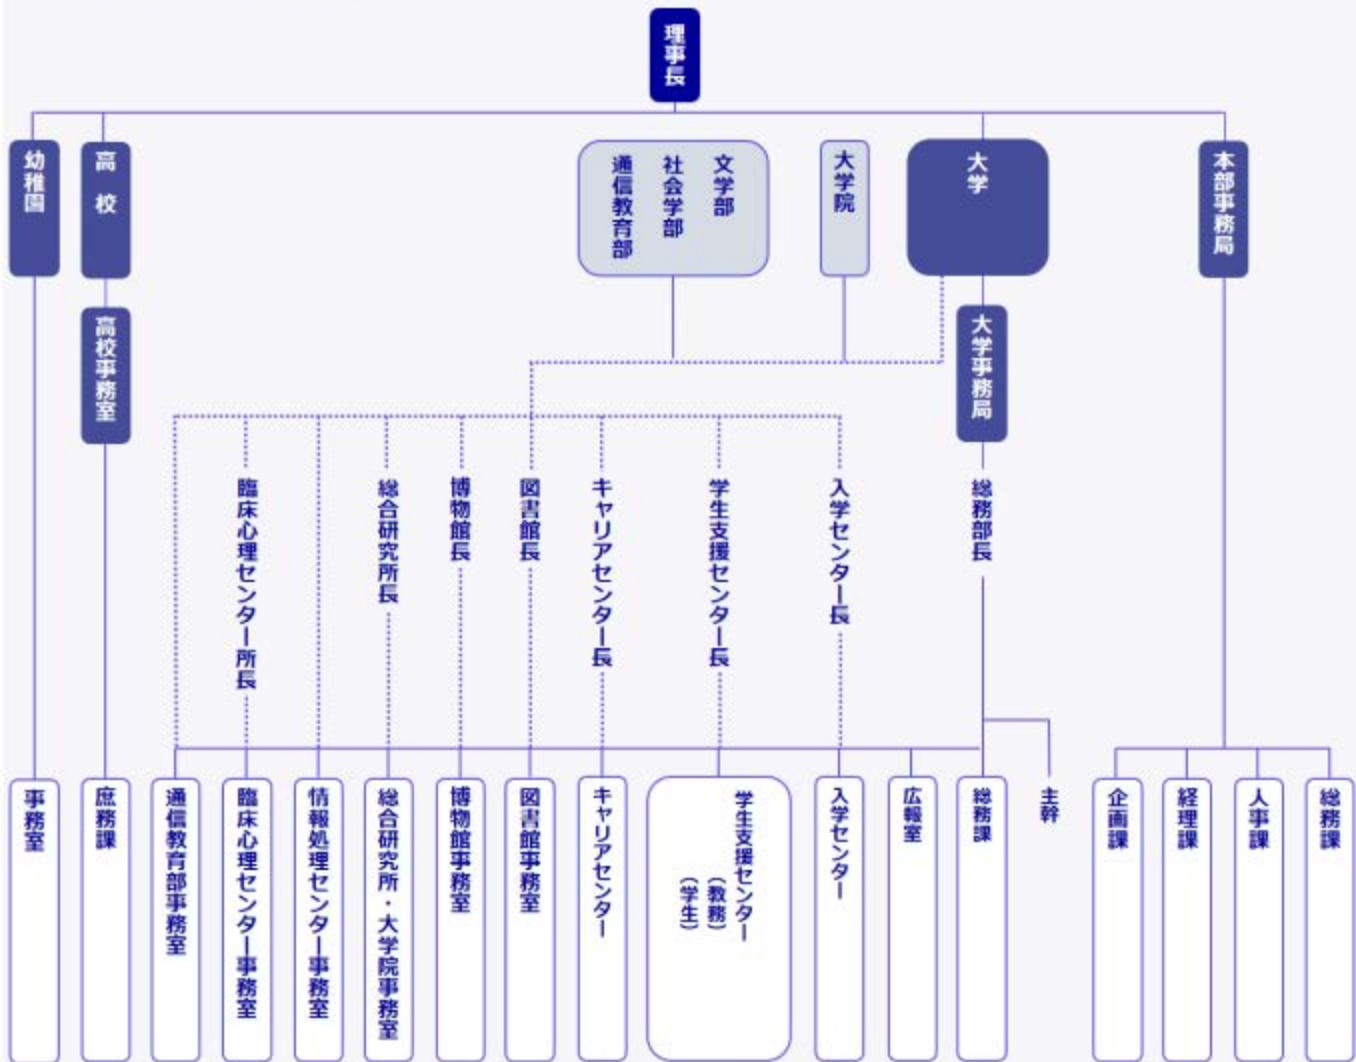 理事長
本部事務局
大学
大学院
文学部
社会学部
通信教育部
高校
幼稚園
大学事務局
高校事務室
総務部長
入学センター長
学生支援センター長
キャリアセンター長
図書館長
博物館長
総合研究所長
臨床心理センター所長
総務課
人事課
経理課
企画課
主幹
総務課
広報室
入学センター
学生支援センター
(教務)
(学生)
キャリアセンター
図書館事務室
博物館事務室
総合研究所・大学院事務室
情報処理センター事務室
臨床心理センター事務室
通信教育部事務室
庶務課
事務室